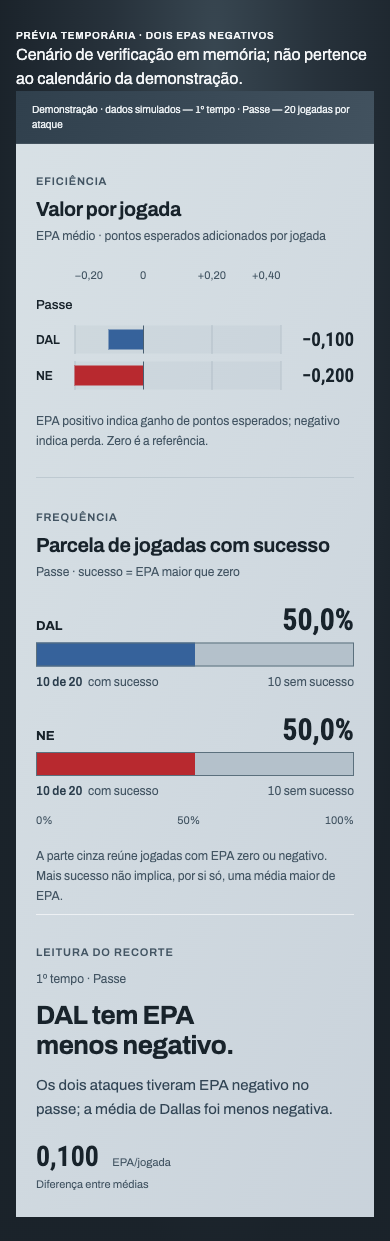 PRÉVIA TEMPORÁRIA · DOIS EPAS NEGATIVOS
Cenário de verificação em memória; não pertence
ao calendário da demonstração.
Demonstração · dados simulados — 1º tempo · Passe — 20 jogadas por
ataque
EFICIÊNCIA
Valor por jogada
EPA médio · pontos esperados adicionados por jogada
−0,20 0 +0,20 +0,40
Passe
DAL −0,100
NE −0,200
EPA positivo indica ganho de pontos esperados; negativo
indica perda. Zero é a referência.
FREQUÊNCIA
Parcela de jogadas com sucesso
Passe · sucesso = EPA maior que zero
DAL 50,0%
10 de 20 com sucesso 10 sem sucesso
NE 50,0%
10 de 20 com sucesso 10 sem sucesso
0% 50% 100%
A parte cinza reúne jogadas com EPA zero ou negativo.
Mais sucesso não implica, por si só, uma média maior de
EPA.
LEITURA DO RECORTE
1º tempo · Passe
DAL tem EPA
menos negativo.
Os dois ataques tiveram EPA negativo no
passe; a média de Dallas foi menos negativa.
0,100 EPA/jogada
Diferença entre médias